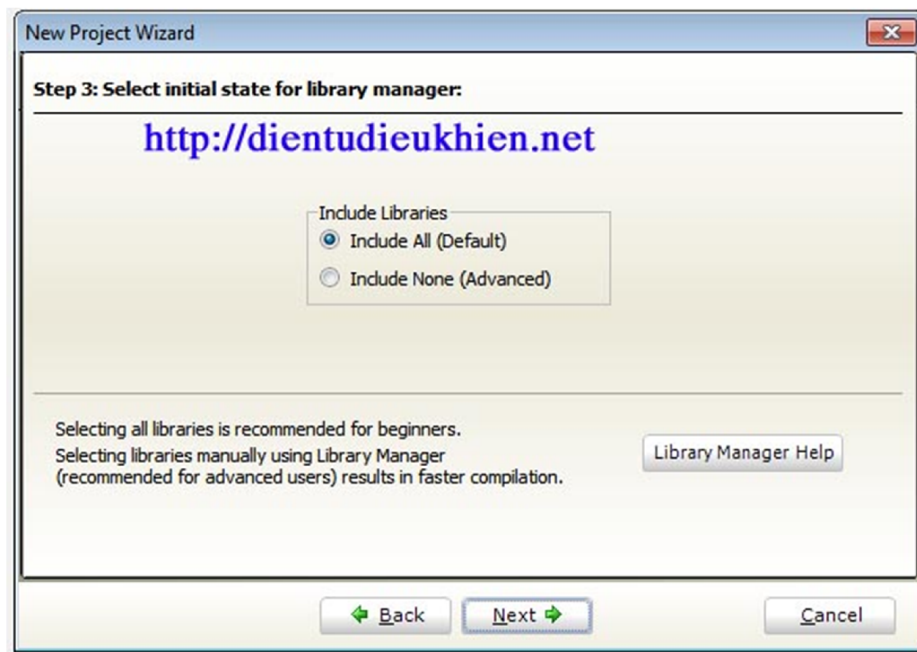 New Project Wizard
Step 3: Select initial state for library manager:
http://dientudieukhien.net
Include Libraries
Include All (Default)
Include None (Advanced)
Selecting all libraries is recommended for beginners.
Selecting libraries manually using Library Manager
(recommended for advanced users) results in faster compilation.
Library Manager Help
Back
Next
Cancel